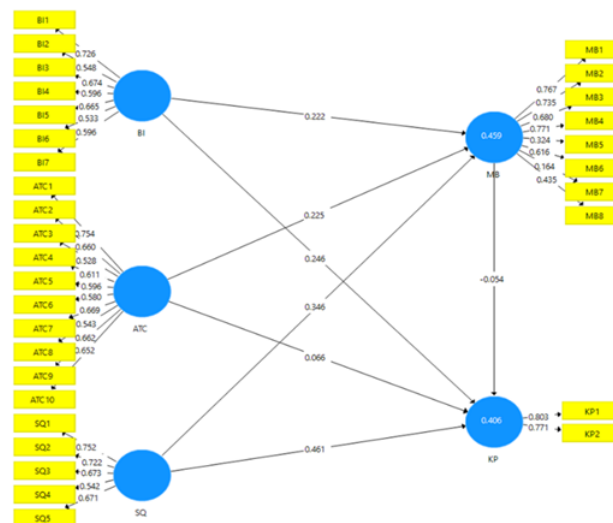 BI1
BI2
BI3
BI4
BI5
BI6
BI7
0.726
0.548
0.674
0.596
0.665
0.533
0.596
BI
ATC1
ATC2
ATC3
ATC4
ATC5
ATC6
ATC7
ATC8
ATC9
ATC10
0.754
0.660
0.528
0.596
0.611
0.580
0.669
0.543
0.662
0.652
ATC
SQ1
SQ2
SQ3
SQ4
SQ5
0.752
0.722
0.673
0.542
0.671
SQ
0.222
0.225
0.246
0.346
0.066
0.461
-0.054
0.459
MB
0.406
KP
0.767
0.735
0.680
0.771
0.324
0.616
0.164
0.435
MB1
MB2
MB3
MB4
MB5
MB6
MB7
MB8
0.803
0.771
KP1
KP2